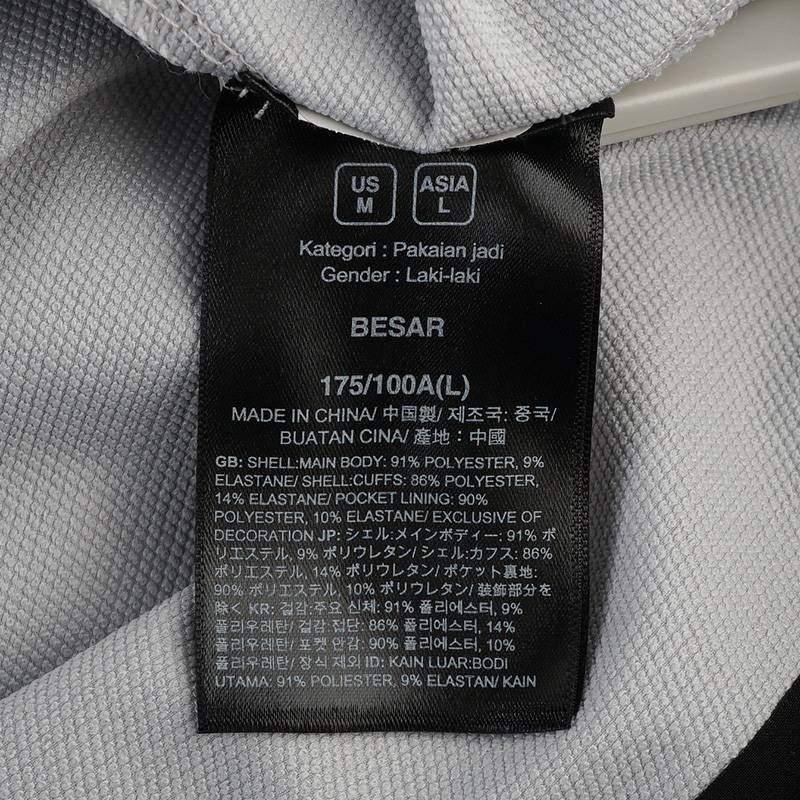 US
M
ASIA
L
Kategori : Pakaian jadi
Gender : Laki-laki
BESAR
175/100A(L)
MADE IN CHINA/ 中国製/ 제조국: 중국/
BUATAN CINA/ 產地：中國
GB: SHELL:MAIN BODY: 91% POLYESTER, 9%
ELASTANE/ SHELL:CUFFS: 86% POLYESTER,
14% ELASTANE/ POCKET LINING: 90%
POLYESTER, 10% ELASTANE/ EXCLUSIVE OF
DECORATION JP: シェル:メインボディー: 91% ポ
リエステル, 9% ポリウレタン/ シェル:カフス: 86%
ポリエステル, 14% ポリウレタン/ ポケット裏地:
90% ポリエステル, 10% ポリウレタン/ 装飾部分を
除く KR: 겉감:주요 신체: 91% 폴리에스터, 9%
폴리우레탄/ 겉감:접단: 86% 폴리에스터, 14%
폴리우레탄/ 포켓 안감: 90% 폴리에스터, 10%
폴리우레탄/ 장식 제외 ID: KAIN LUAR:BODI
UTAMA: 91% POLIESTER, 9% ELASTAN/ KAIN